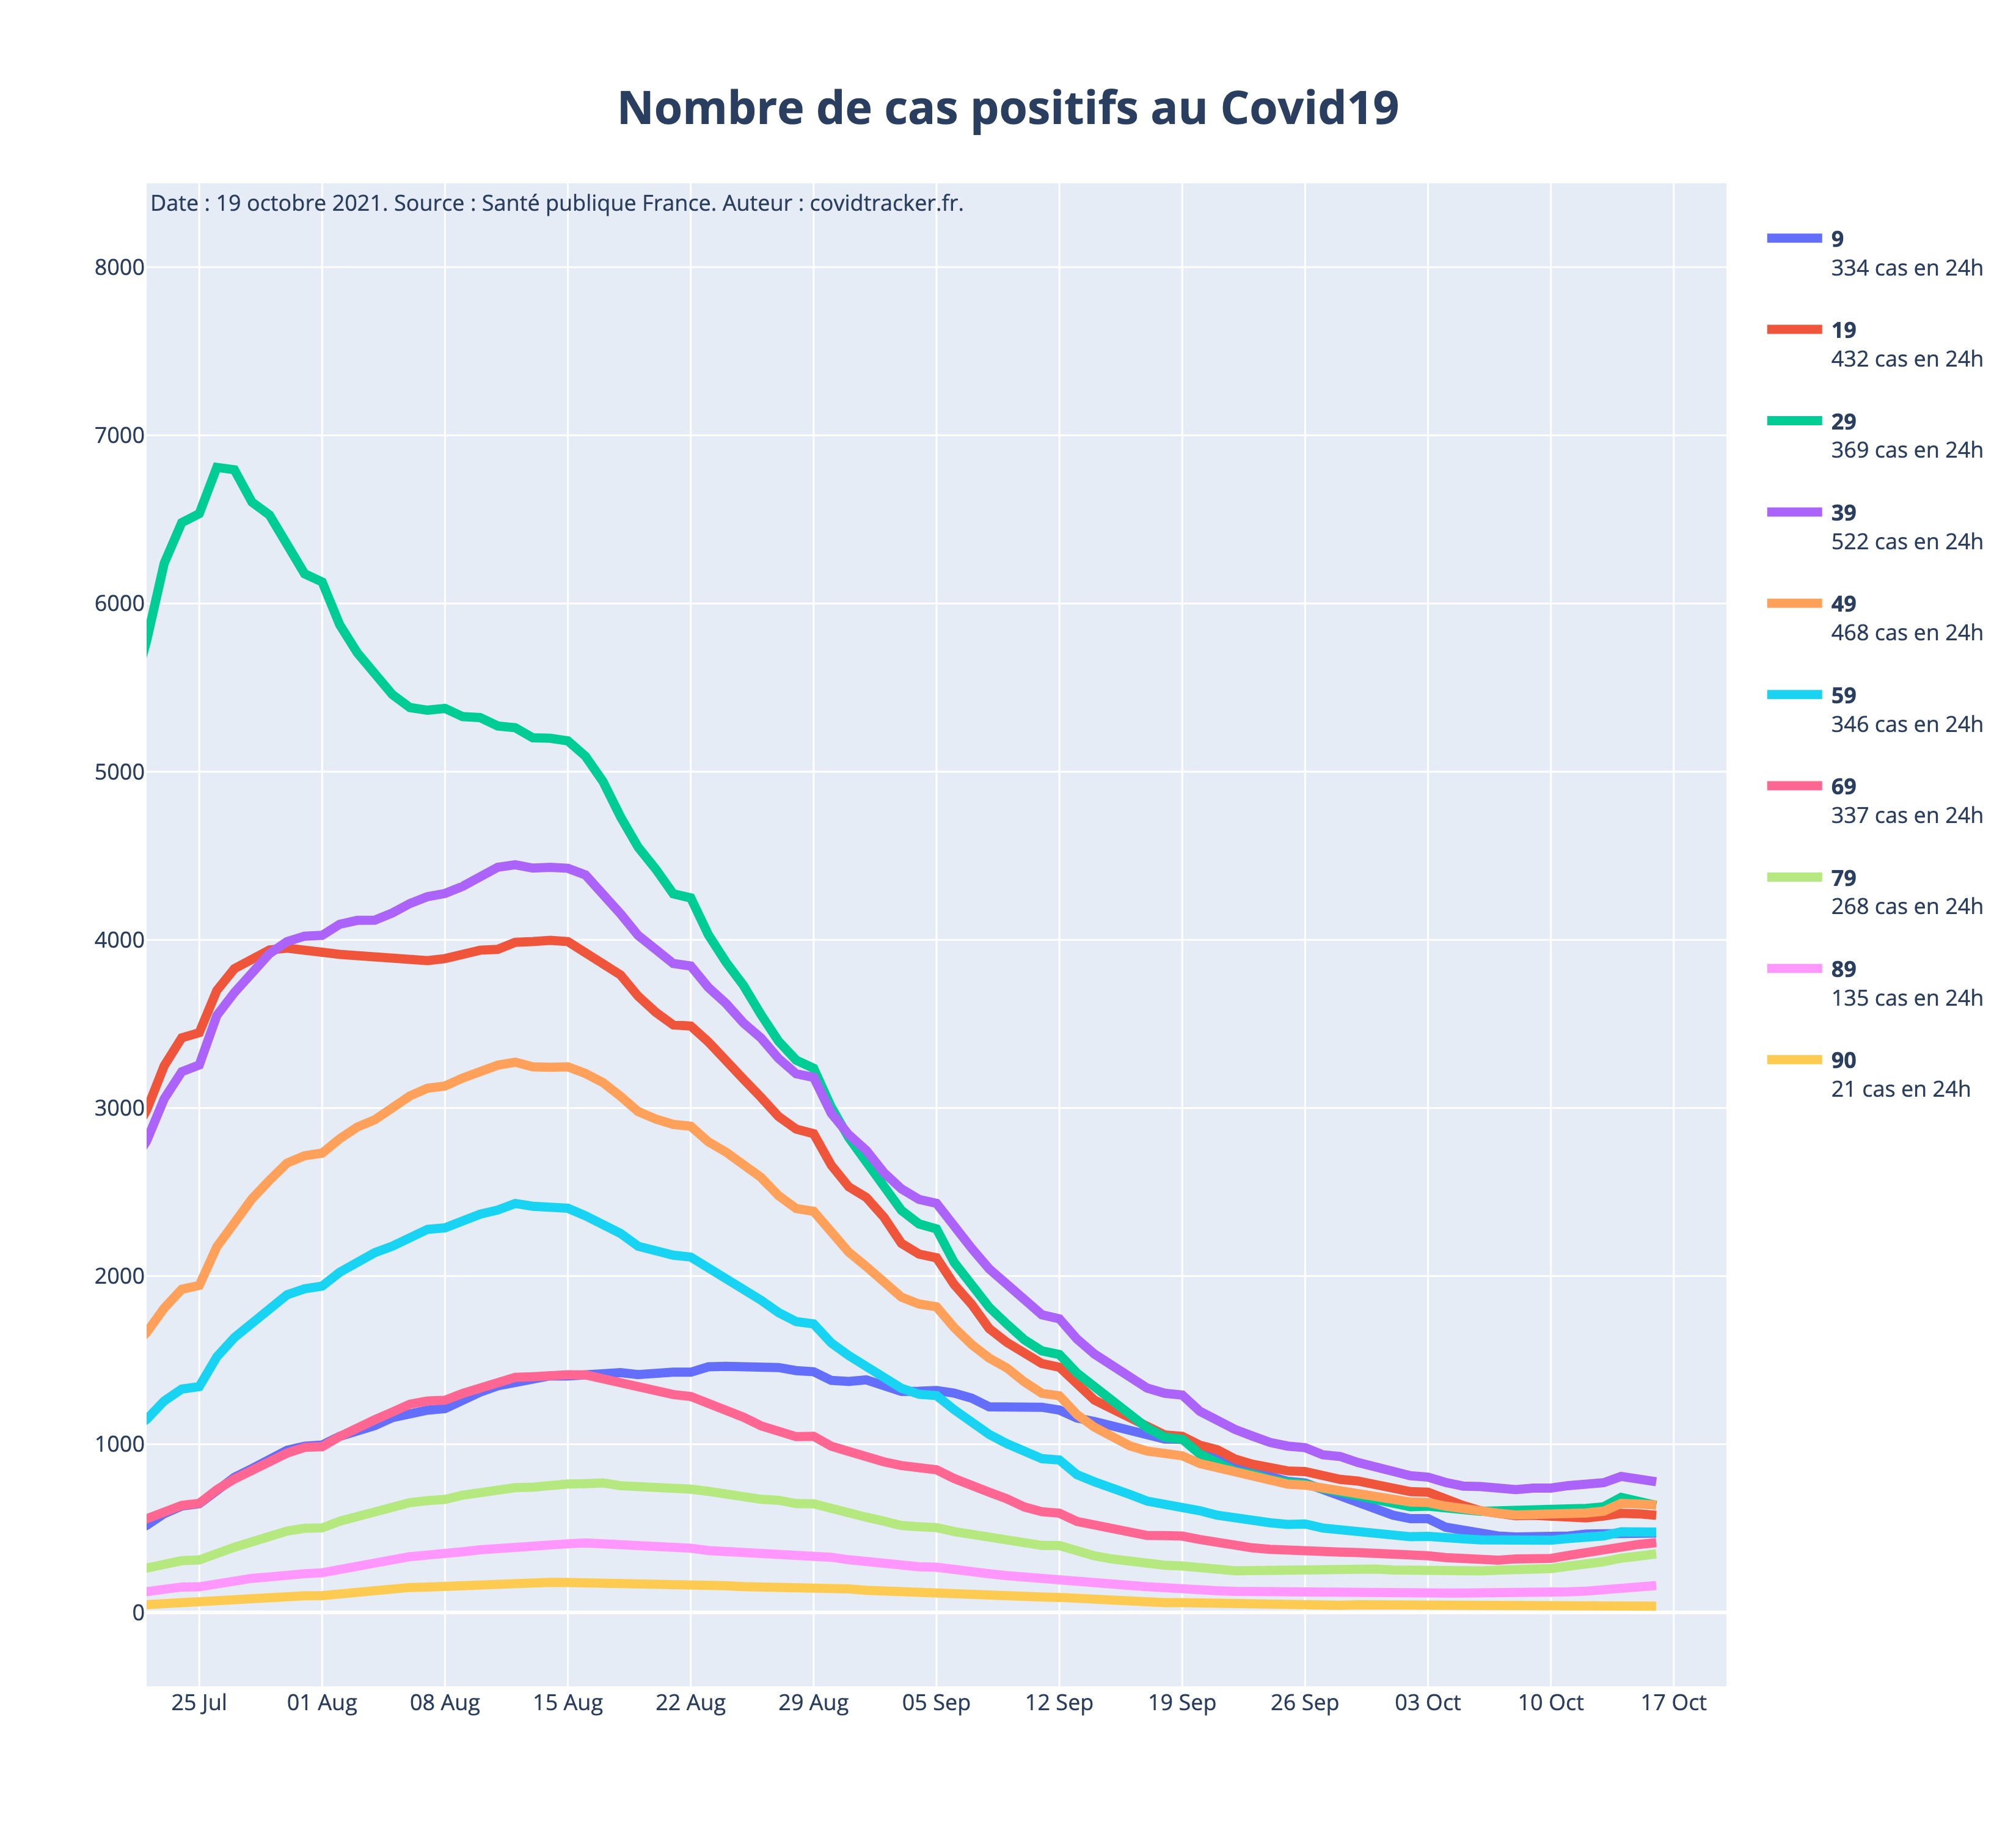 Nombre de cas positifs au Covid19
Date : 19 octobre 2021. Source : Santé publique France. Auteur : covidtracker.fr.
8000
7000
6000
5000
4000
3000
2000
1000
0
25 Jul
01 Aug
08 Aug
15 Aug
22 Aug
29 Aug
05 Sep
12 Sep
19 Sep
26 Sep
03 Oct
10 Oct
17 Oct
9
334 cas en 24h
19
432 cas en 24h
29
369 cas en 24h
39
522 cas en 24h
49
468 cas en 24h
59
346 cas en 24h
69
337 cas en 24h
79
268 cas en 24h
89
135 cas en 24h
90
21 cas en 24h